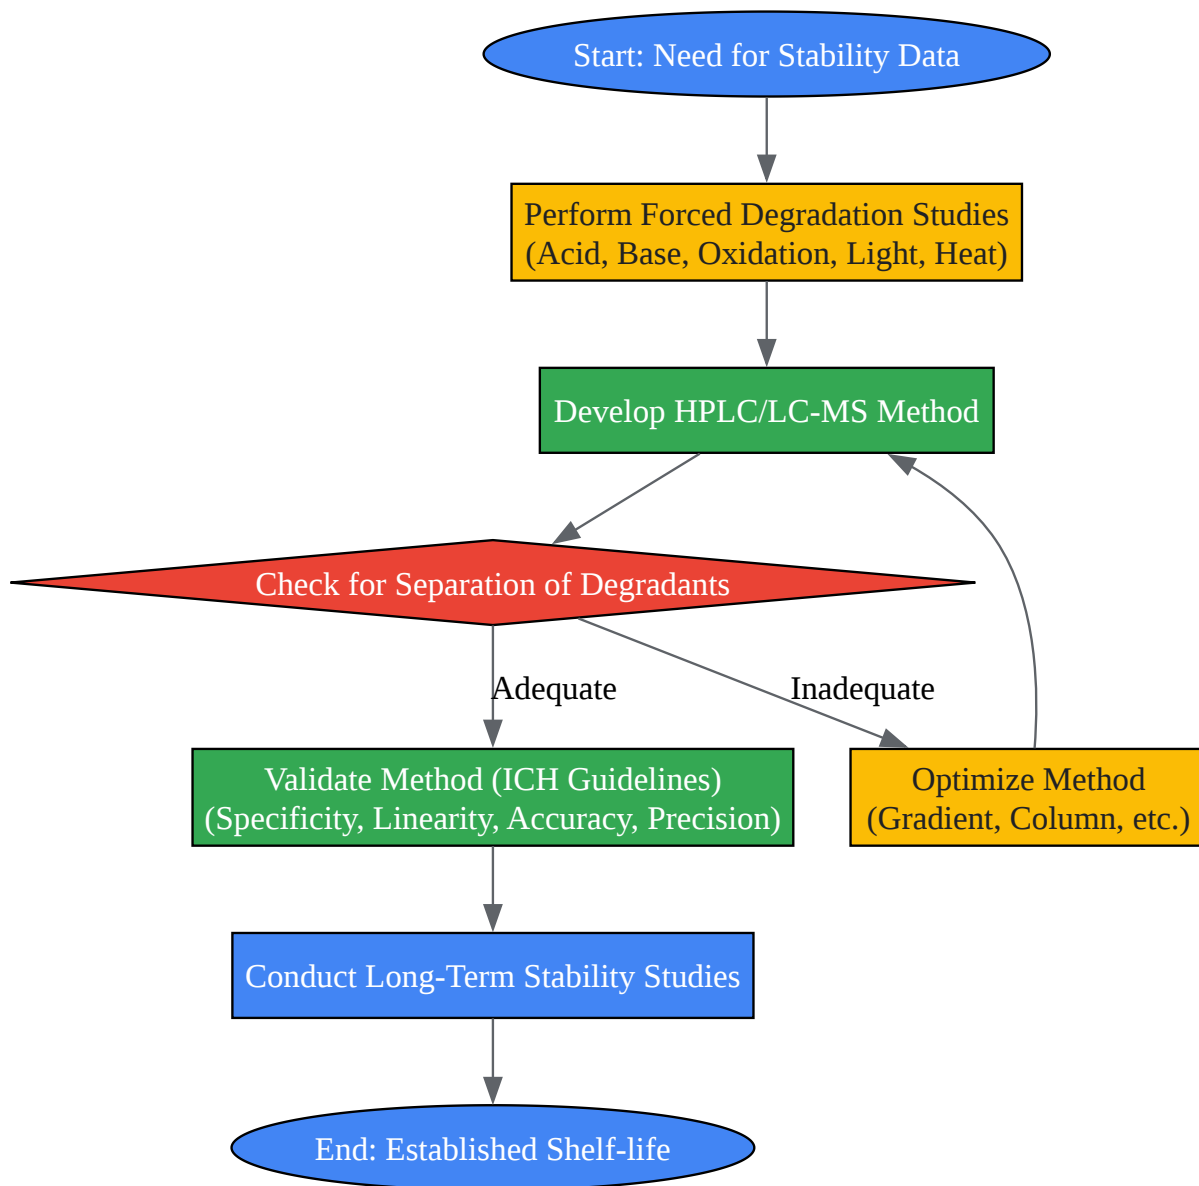 Start: Need for Stability Data
Perform Forced Degradation Studies
(Acid, Base, Oxidation, Light, Heat)
Develop HPLC/LC-MS Method
Check for Separation of Degradants
Adequate
Inadequate
Validate Method (ICH Guidelines)
(Specificity, Linearity, Accuracy, Precision)
Optimize Method
(Gradient, Column, etc.)
Conduct Long-Term Stability Studies
End: Established Shelf-life